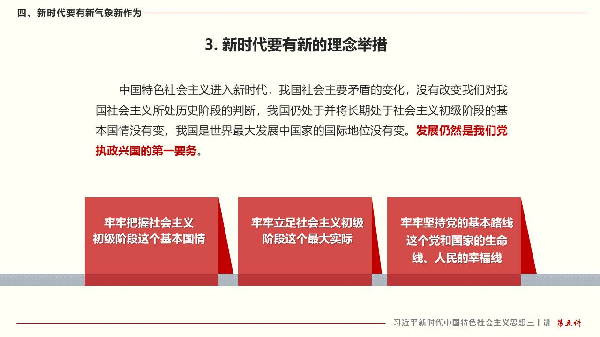 四、新时代要有新气象新作为
3. 新时代要有新的理念举措
中国特色社会主义进入新时代，我国社会主要矛盾的变化，没有改变我们对我
国社会主义所处历史阶段的判断，我国仍处于并将长期处于社会主义初级阶段的基
本国情没有变，我国是世界最大发展中国家的国际地位没有变。发展仍然是我们党
执政兴国的第一要务。
牢牢把握社会主义
初级阶段这个基本国情
牢牢立足社会主义初级
阶段这个最大实际
牢牢坚持党的基本路线
这个党和国家的生命
线、人民的幸福线
习近平新时代中国特色社会主义思想三十讲 第五讲